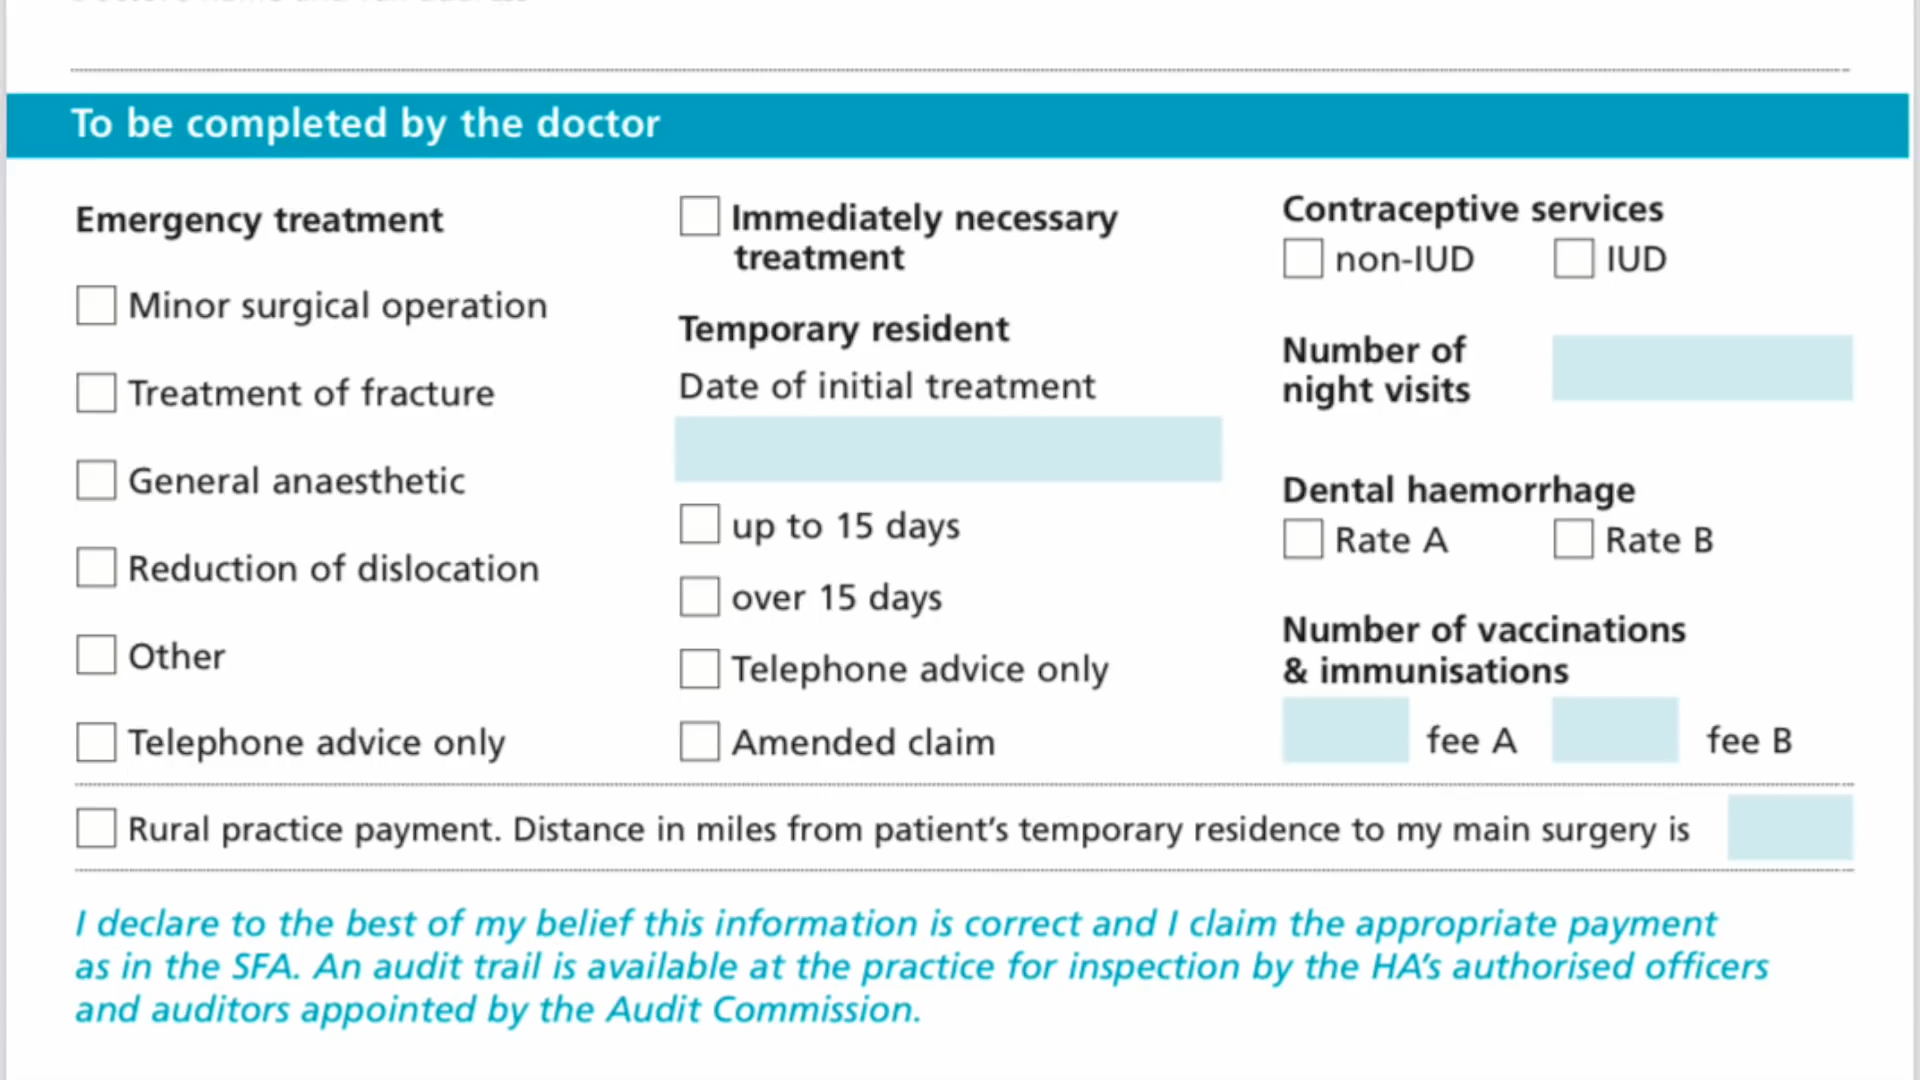 To be completed by the doctor
Emergency treatment
Minor surgical operation
Treatment of fracture
General anaesthetic
Reduction of dislocation
Other
Telephone advice only
Immediately necessary
treatment
Temporary resident
Date of initial treatment
up to 15 days
over 15 days
Telephone advice only
Amended claim
Contraceptive services
non-IUD IUD
Number of
night visits
Dental haemorrhage
Rate A Rate B
Number of vaccinations
& immunisations
fee A fee B
Rural practice payment. Distance in miles from patient’s temporary residence to my main surgery is
I declare to the best of my belief this information is correct and I claim the appropriate payment
as in the SFA. An audit trail is available at the practice for inspection by the HA’s authorised officers
and auditors appointed by the Audit Commission.